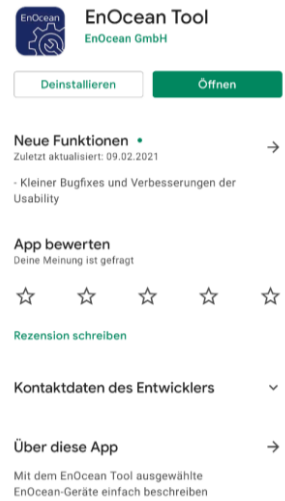 EnOcean
EnOcean Tool
EnOcean GmbH
Deinstallieren
Öffnen
Neue Funktionen •
Zuletzt aktualisiert: 09.02.2021
- Kleiner Bugfixes und Verbesserungen der
Usability
App bewerten
Deine Meinung ist gefragt
Rezension schreiben
Kontaktdaten des Entwicklers
Über diese App
Mit dem EnOcean Tool ausgewählte
EnOcean-Geräte einfach beschreiben